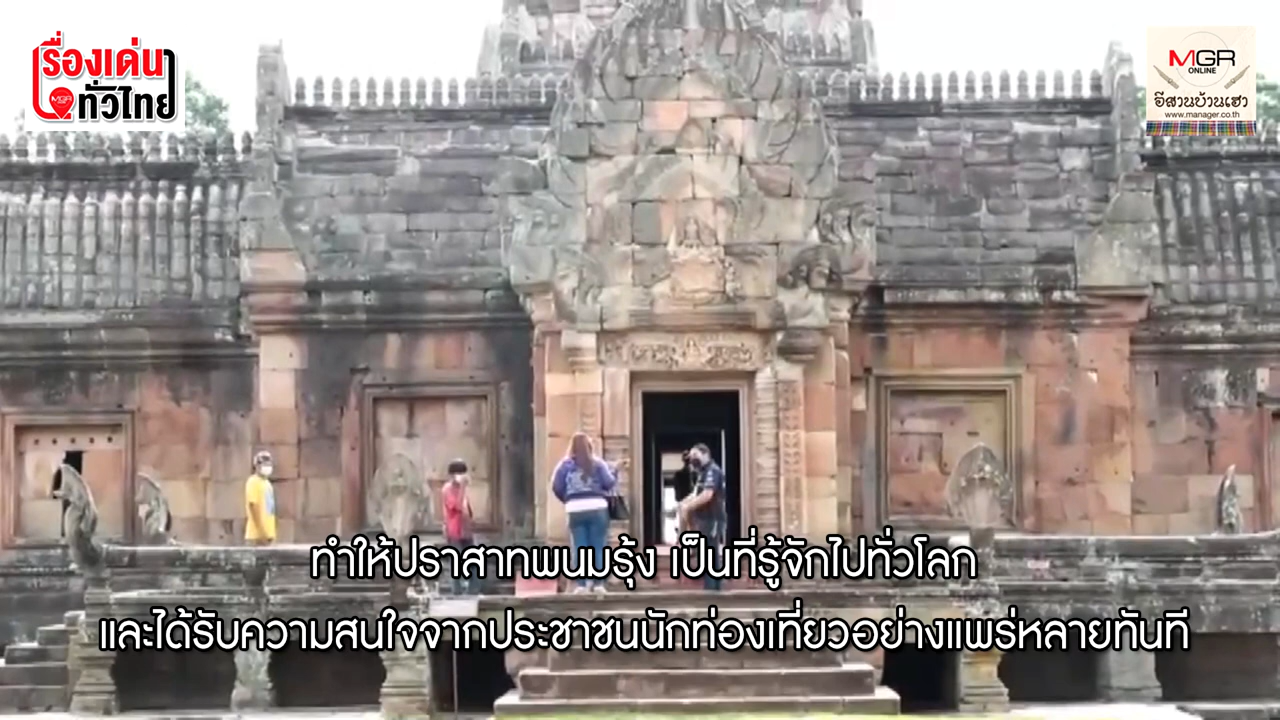 เรื่องเด่น
MGR
ทั่วไทย
MGR
ONLINE
อีสานบ้านเฮา
www.manager.co.th
ทำให้ปราสาทพนมรุ้ง เป็นที่รู้จักไปทั่วโลก
และได้รับความสนใจจากประชาชนนักท่องเที่ยวอย่างแพร่หลายทันที